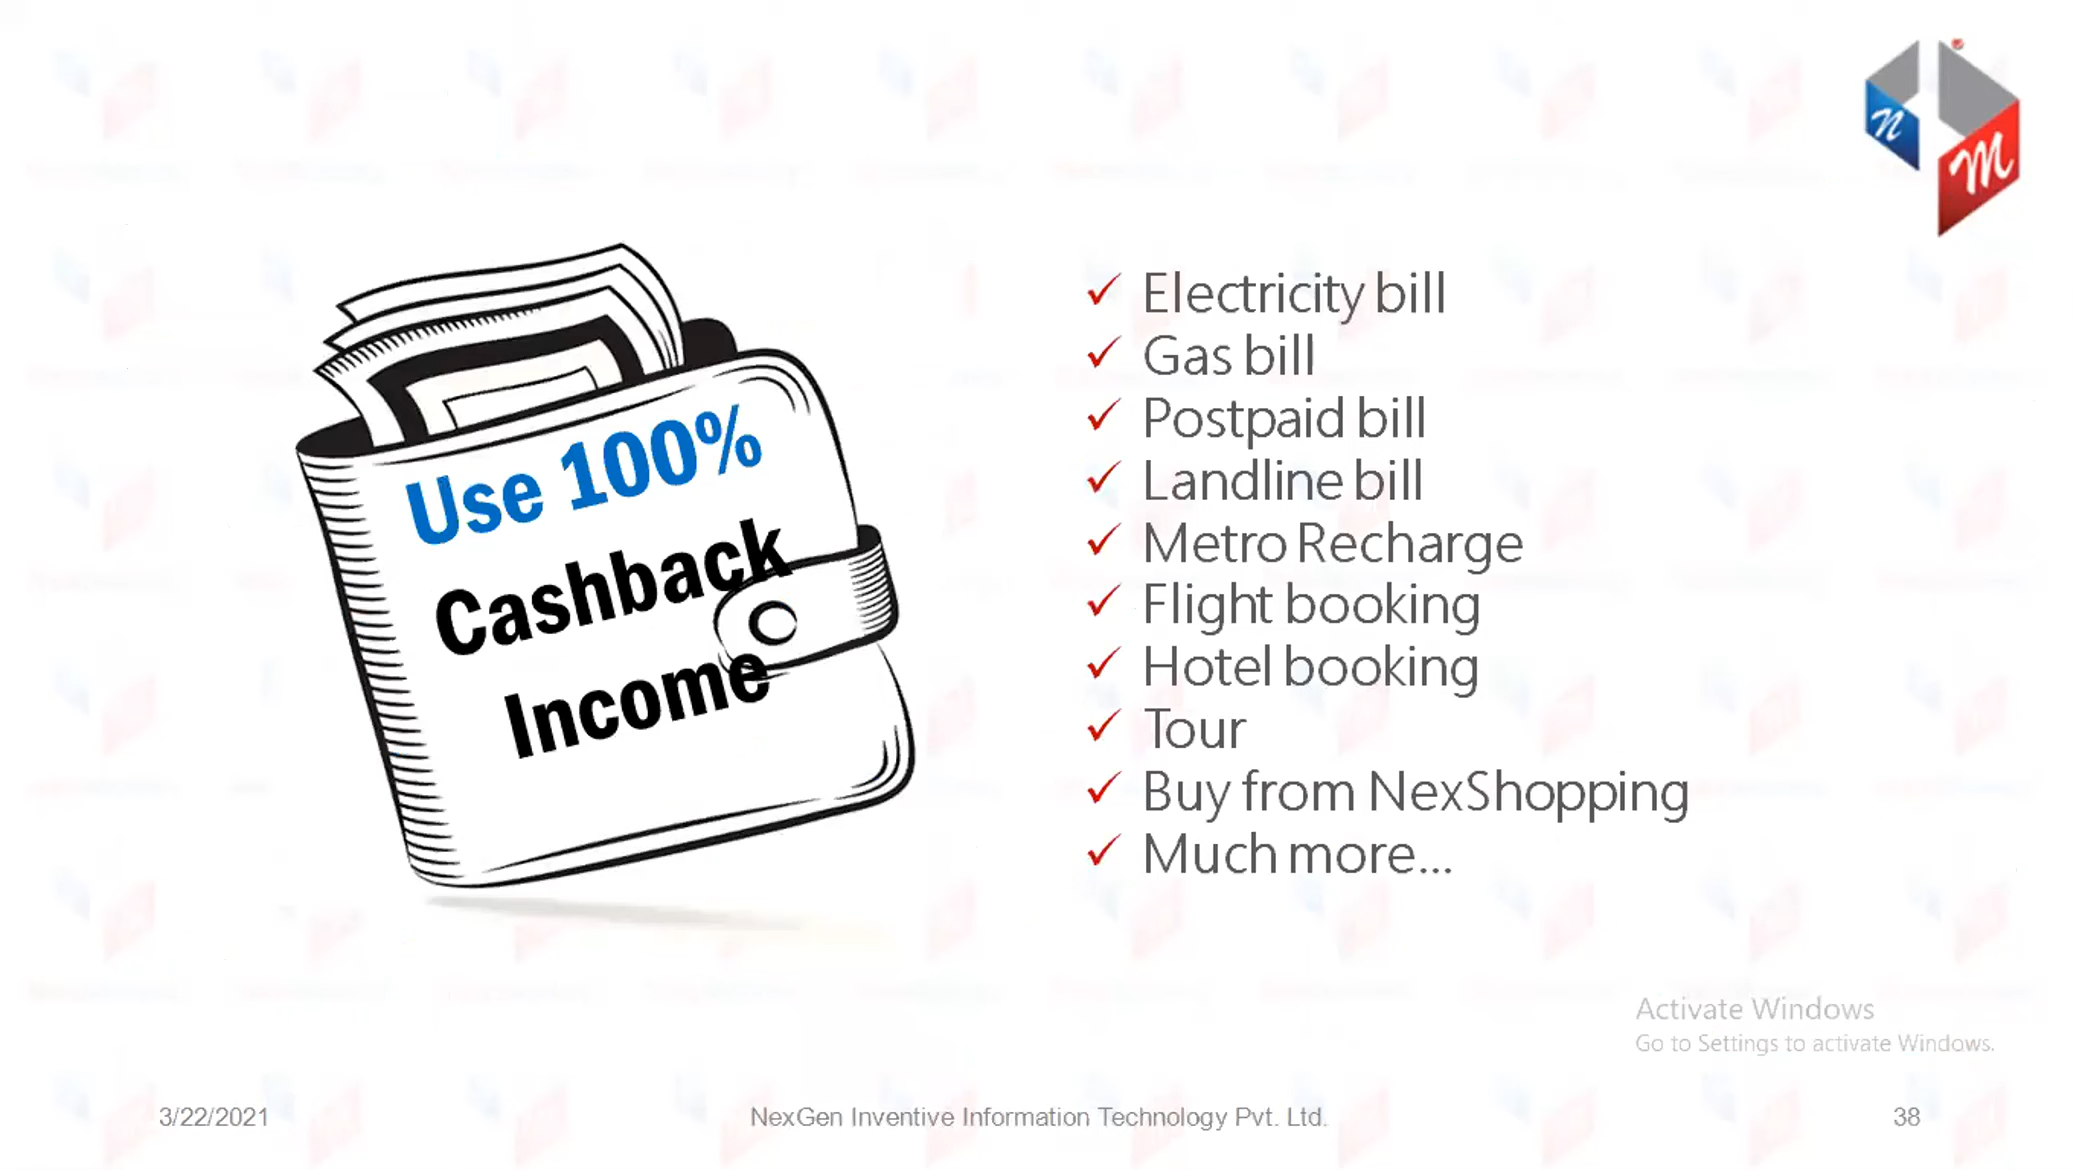 n
m
Use 100%
Cashback
Income
Electricity bill
Gas bill
Postpaid bill
Landline bill
Metro Recharge
Flight booking
Hotel booking
Tour
Buy from NexShopping
Much more...
Activate Windows
Go to Settings to activate Windows.
3/22/2021
NexGen Inventive Information Technology Pvt. Ltd.
38